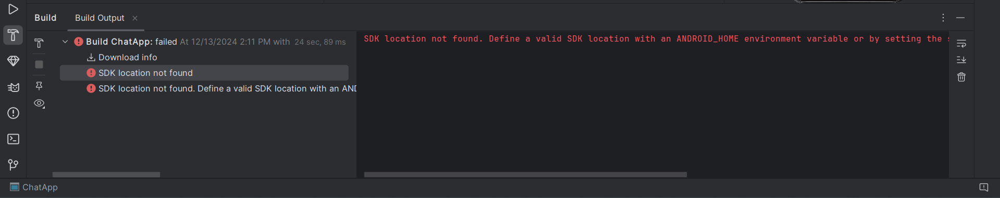 Build Build Output
Build ChatApp: failed At 12/13/2024 2:11 PM with 24 sec, 89 ms
Download info
SDK location not found
SDK location not found. Define a valid SDK location with an AND
SDK location not found. Define a valid SDK location with an ANDROID_HOME environment variable or by setting the
ChatApp